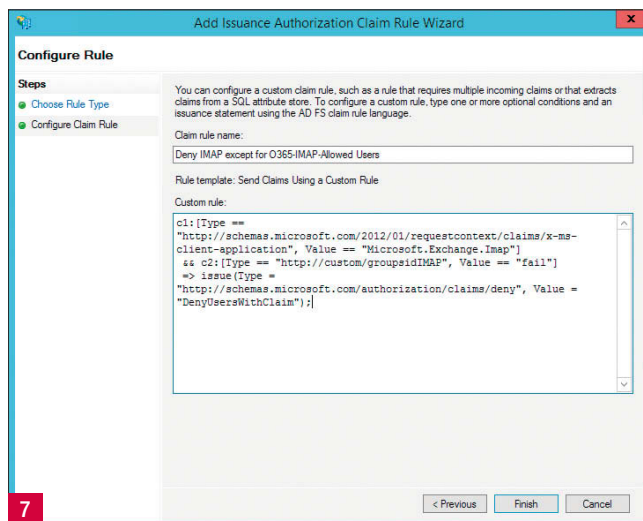 Add Issuance Authorization Claim Rule Wizard
x
Configure Rule
Steps
Choose Rule Type
Configure Claim Rule
You can configure a custom claim rule, such as a rule that requires multiple incoming claims or that extracts
claims from a SQL attribute store. To configure a custom rule, type one or more optional conditions and an
issuance statement using the AD FS claim rule language.
Claim rule name:
Deny IMAP except for O365-IMAP-Allowed Users
Rule template: Send Claims Using a Custom Rule
Custom rule:
c1:[Type ==
"http://schemas.microsoft.com/2012/01/requestcontext/claims/x-ms-
client-application", Value == "Microsoft.Exchange.Imap"]
&& c2:[Type == "http://custom/groupsidIMAP", Value == "fail"]
=> issue(Type =
"http://schemas.microsoft.com/authorization/claims/deny", Value =
"DenyUsersWithClaim");
< Previous
Finish
Cancel
7